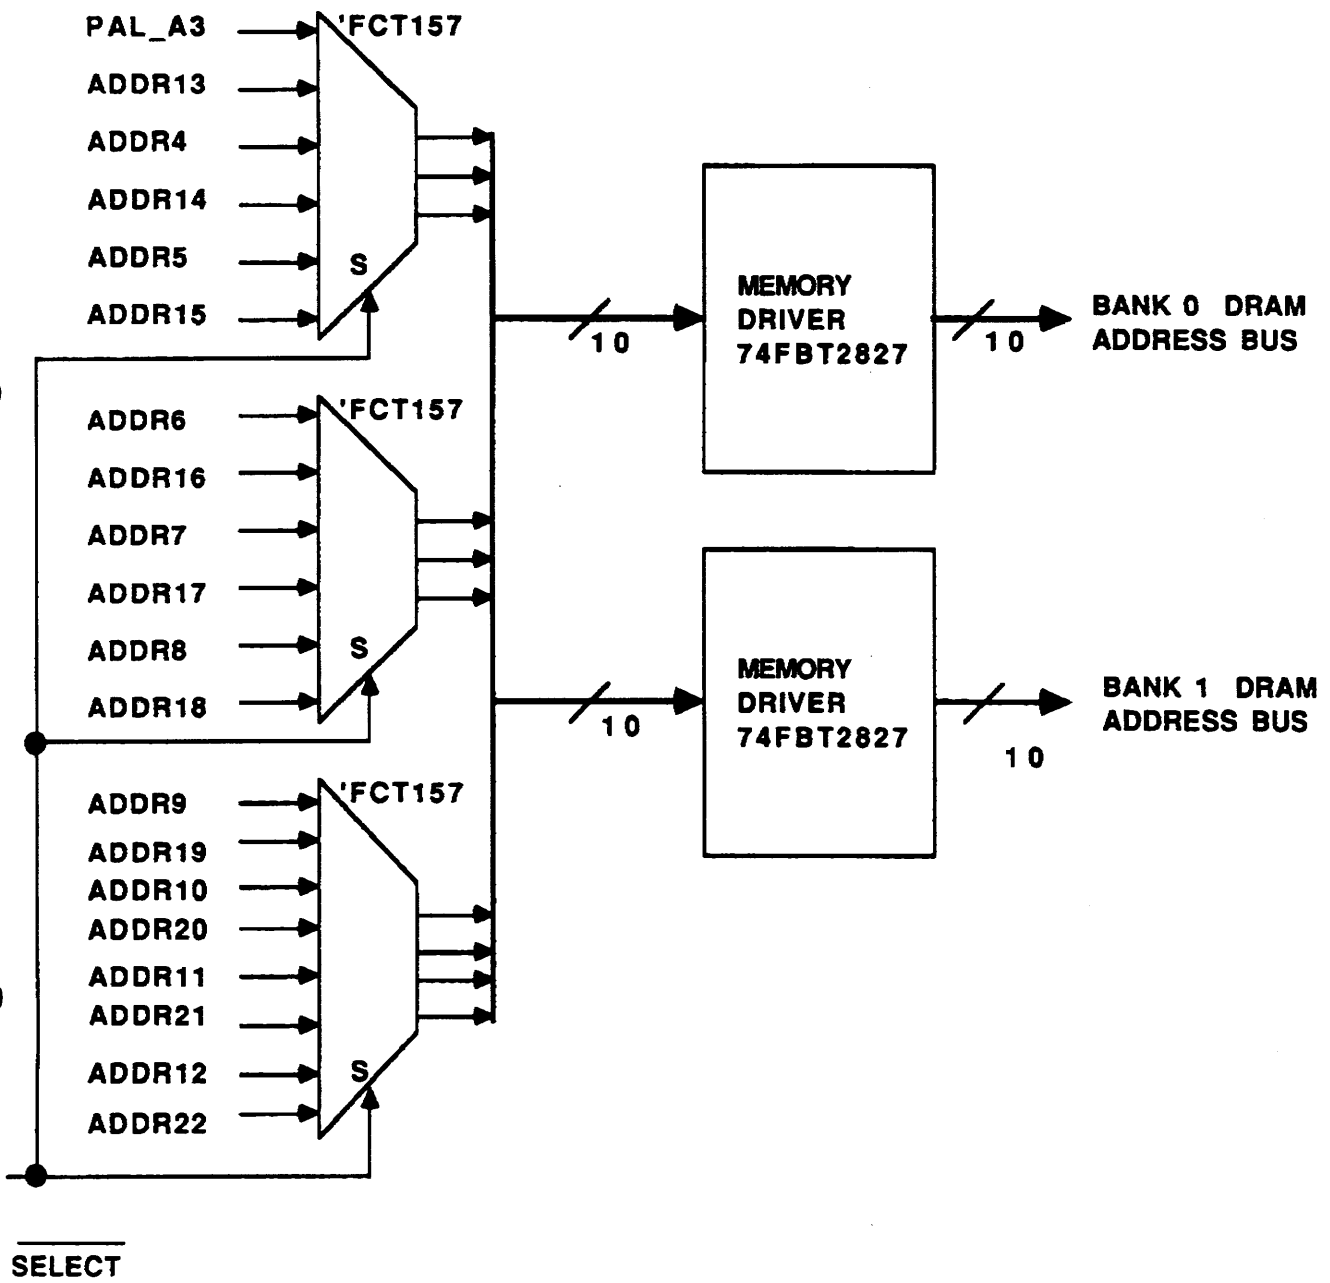 PAL_A3
'FCT157
ADDR13
ADDR4
ADDR14
ADDR5
S
ADDR15
MEMORY
DRIVER
74FBT2827
10
10
BANK 0 DRAM
ADDRESS BUS
ADDR6
'FCT157
ADDR16
ADDR7
ADDR17
ADDR8
S
ADDR18
MEMORY
DRIVER
74FBT2827
10
10
BANK 1 DRAM
ADDRESS BUS
ADDR9
'FCT157
ADDR19
ADDR10
ADDR20
ADDR11
ADDR21
ADDR12
S
ADDR22
SELECT